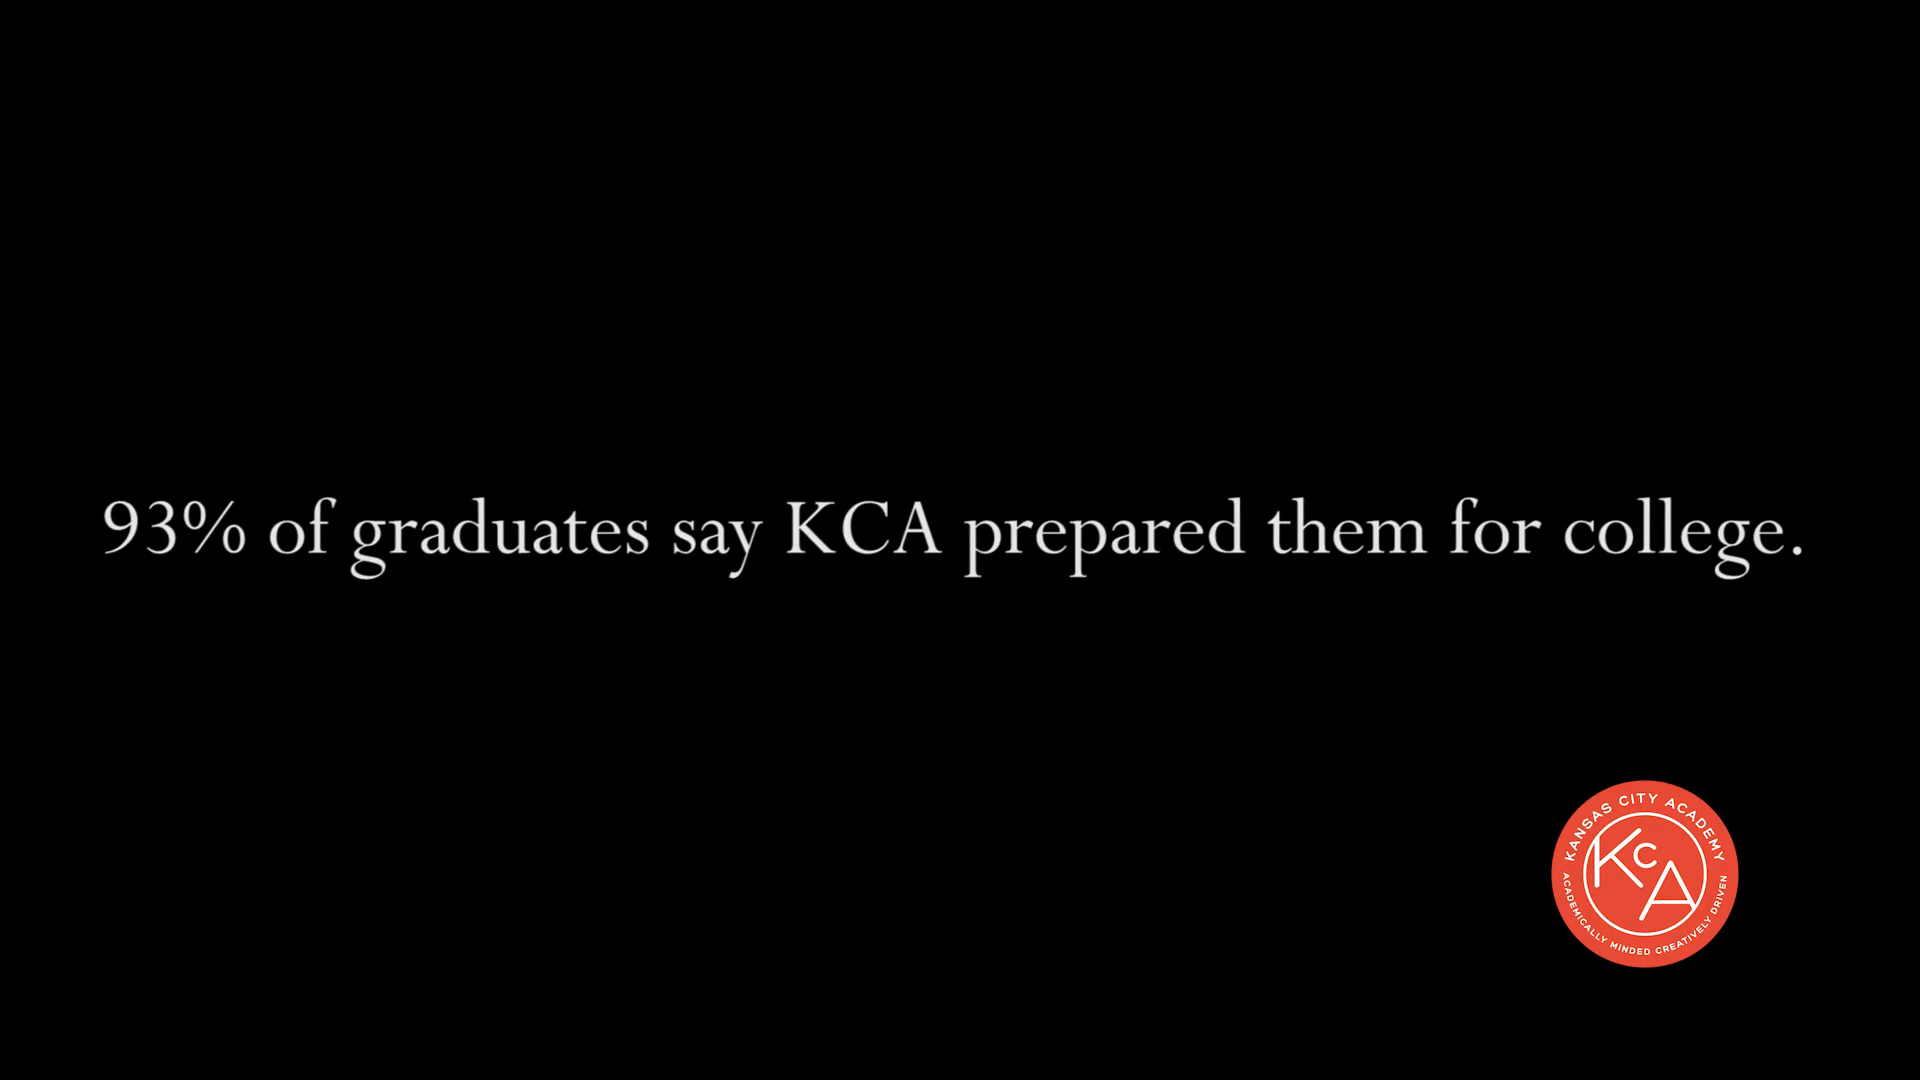 93% of graduates say KCA prepared them for college.
KANSAS CITY ACADEMY
KCA
ACADEMICALLY MINDED CREATIVELY DRIVEN